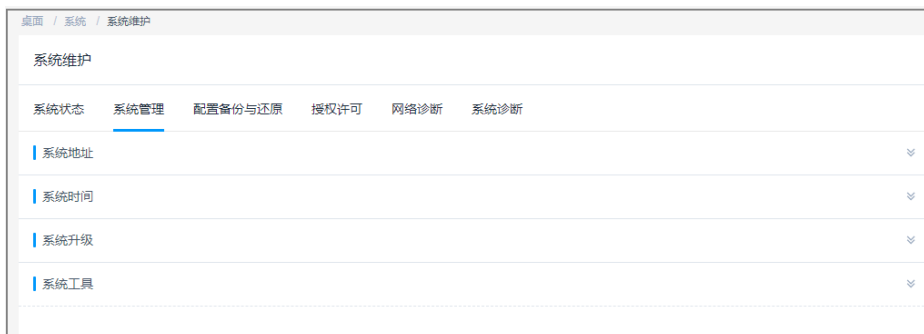 桌面 / 系统 / 系统维护
系统维护
系统状态 系统管理 配置备份与还原 授权许可 网络诊断 系统诊断
系统地址
系统时间
系统升级
系统工具